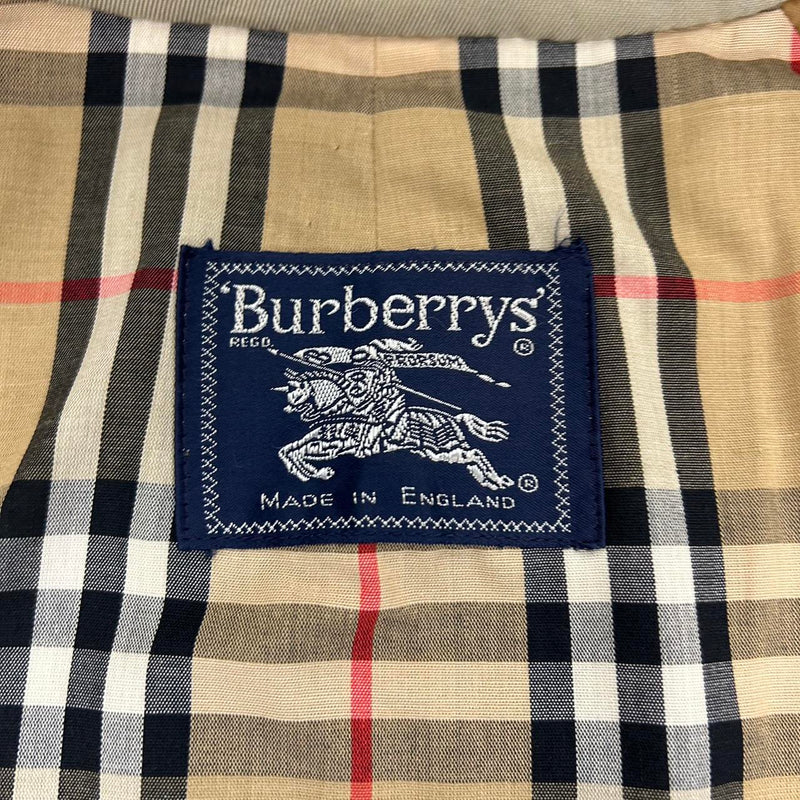 'Burberrys'
REGD.
®
PRORSUM
®
MADE IN ENGLAND